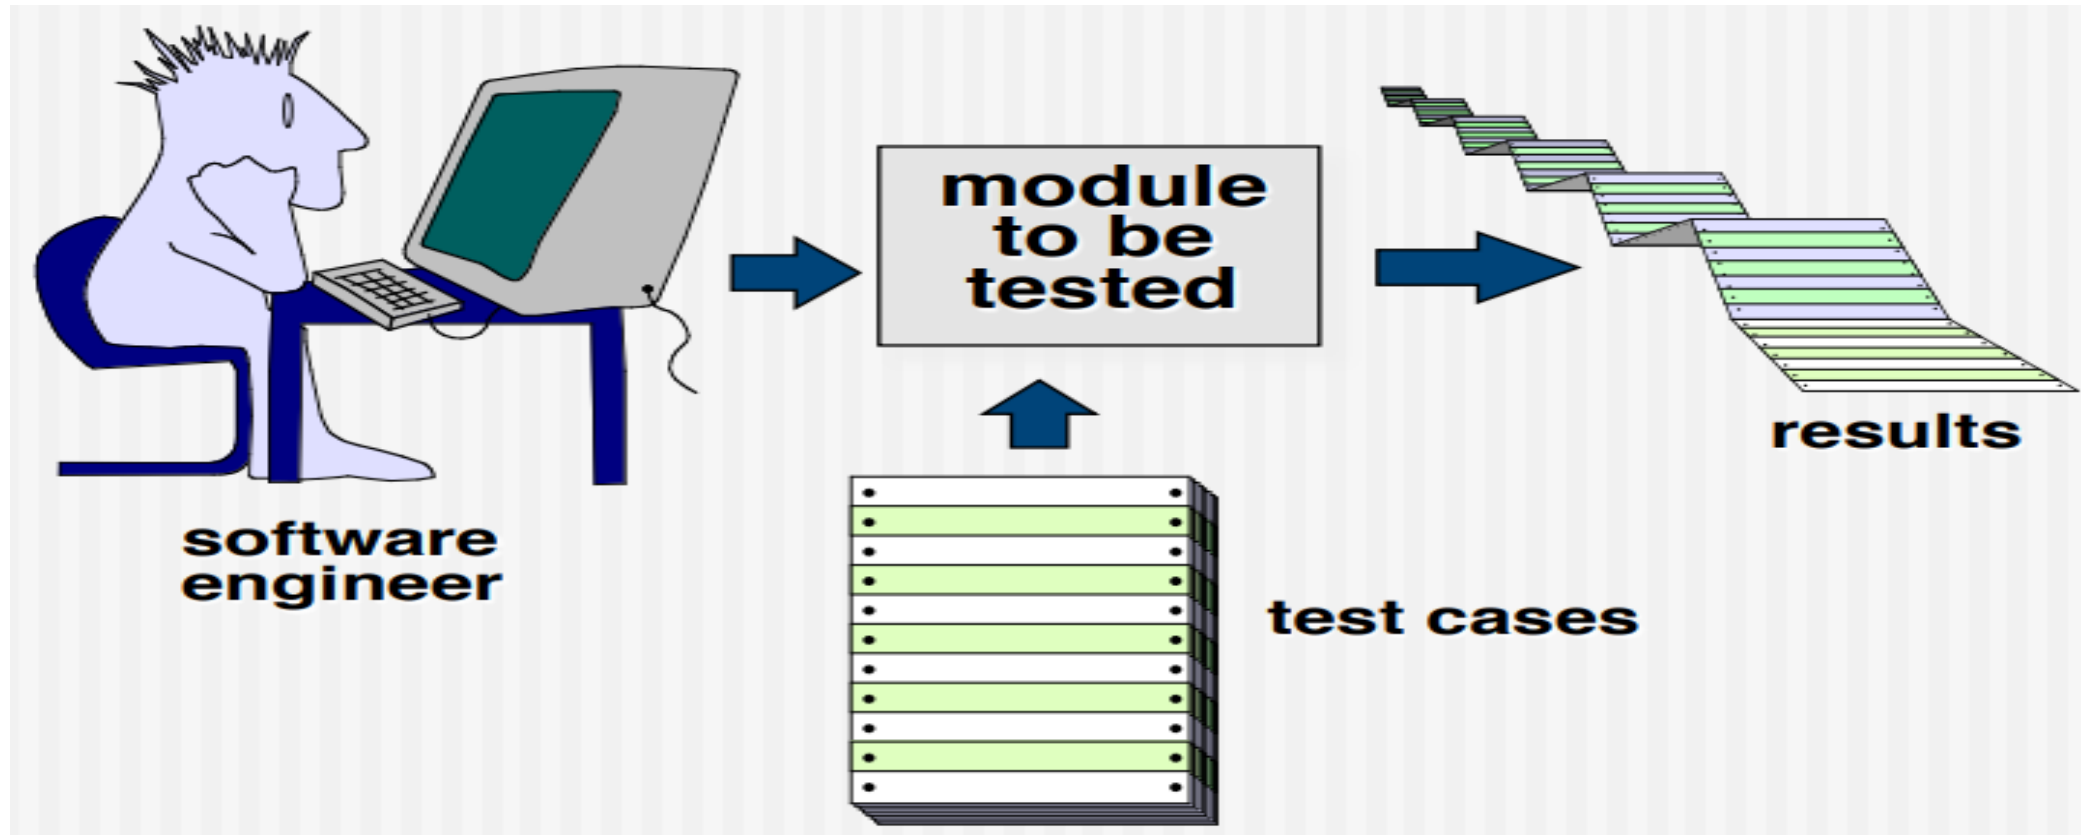 module
to be
tested
results
software
engineer
test cases